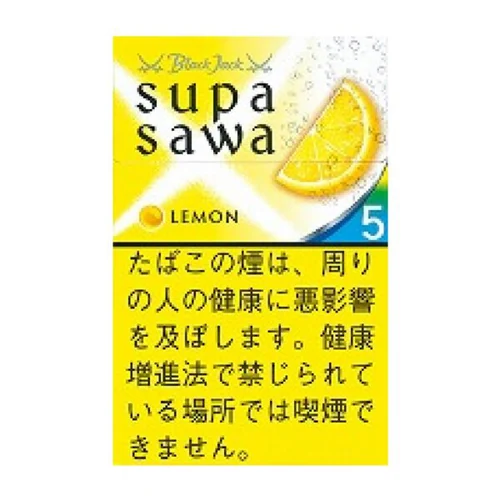 Black Jack
supa
sawa
LEMON
5
たばこの煙は、周り
の人の健康に悪影響
を及ぼします。健康
増進法で禁じられて
いる場所では喫煙で
きません。